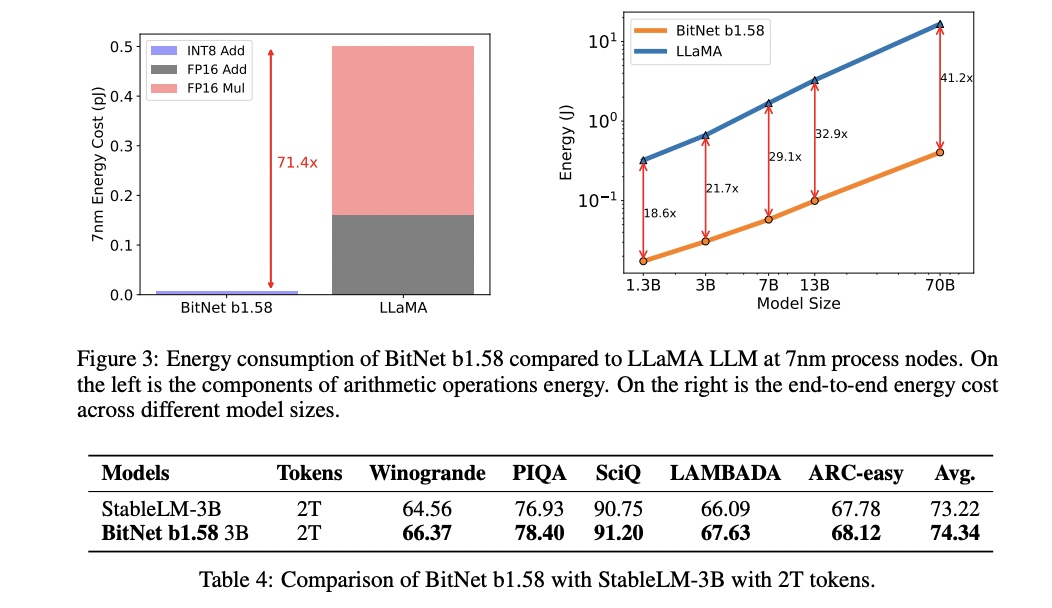 0.5
0.4
0.3
0.2
0.1
0.0
7nm Energy Cost (pJ)
INT8 Add
FP16 Add
FP16 Mul
71.4x
BitNet b1.58
LLaMA
10¹
10⁰
10⁻¹
Energy (J)
BitNet b1.58
LLaMA
18.6x
21.7x
29.1x
32.9x
41.2x
1.3B 3B 7B 13B 70B
Model Size
Figure 3: Energy consumption of BitNet b1.58 compared to LLaMA LLM at 7nm process nodes. On
the left is the components of arithmetic operations energy. On the right is the end-to-end energy cost
across different model sizes.
Models Tokens Winogrande PIQA SciQ LAMBADA ARC-easy Avg.
StableLM-3B 2T 64.56 76.93 90.75 66.09 67.78 73.22
BitNet b1.58 3B 2T 66.37 78.40 91.20 67.63 68.12 74.34
Table 4: Comparison of BitNet b1.58 with StableLM-3B with 2T tokens.